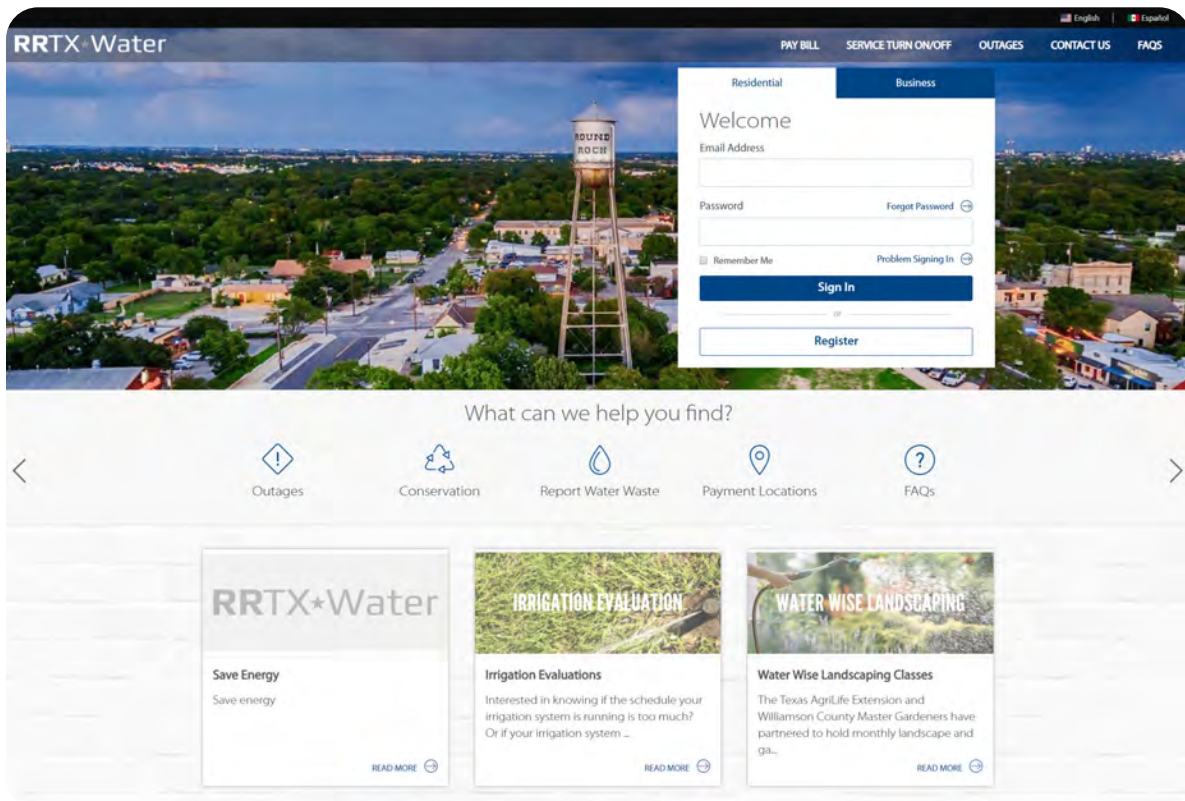 English | Español
RRTX★Water
PAY BILL SERVICE TURN ON/OFF OUTAGES CONTACT US FAQS
Residential Business
ROUND
ROCK
Welcome
Email Address
Password Forgot Password
Remember Me Problem Signing In
Sign In
or
Register
What can we help you find?
Outages Conservation Report Water Waste Payment Locations FAQs
RRTX★Water
Save Energy
Save energy
READ MORE
IRRIGATION EVALUATION
Irrigation Evaluations
Interested in knowing if the schedule your
irrigation system is running is too much?
Or if your irrigation system ...
READ MORE
WATER WISE LANDSCAPING
Water Wise Landscaping Classes
The Texas AgriLife Extension and
Williamson County Master Gardeners have
partnered to hold monthly landscape and
ga...
READ MORE